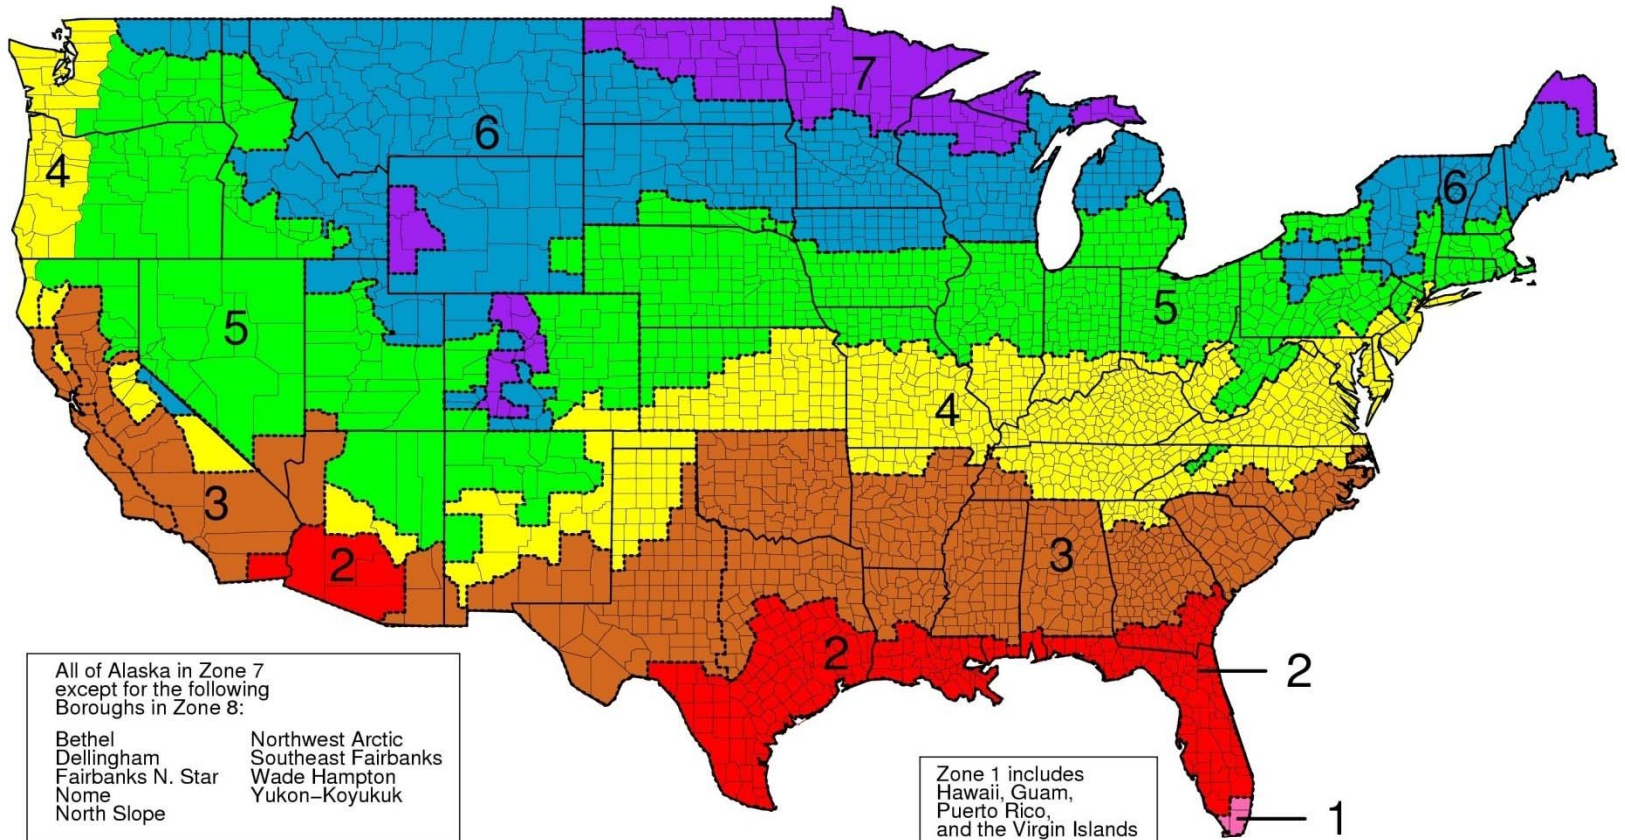 7
6
6
4
5
5
4
3
3
2
2
2
1
All of Alaska in Zone 7
except for the following
Boroughs in Zone 8:
Bethel
Dellingham
Fairbanks N. Star
Nome
North Slope
Northwest Arctic
Southeast Fairbanks
Wade Hampton
Yukon–Koyukuk
Zone 1 includes
Hawaii, Guam,
Puerto Rico,
and the Virgin Islands